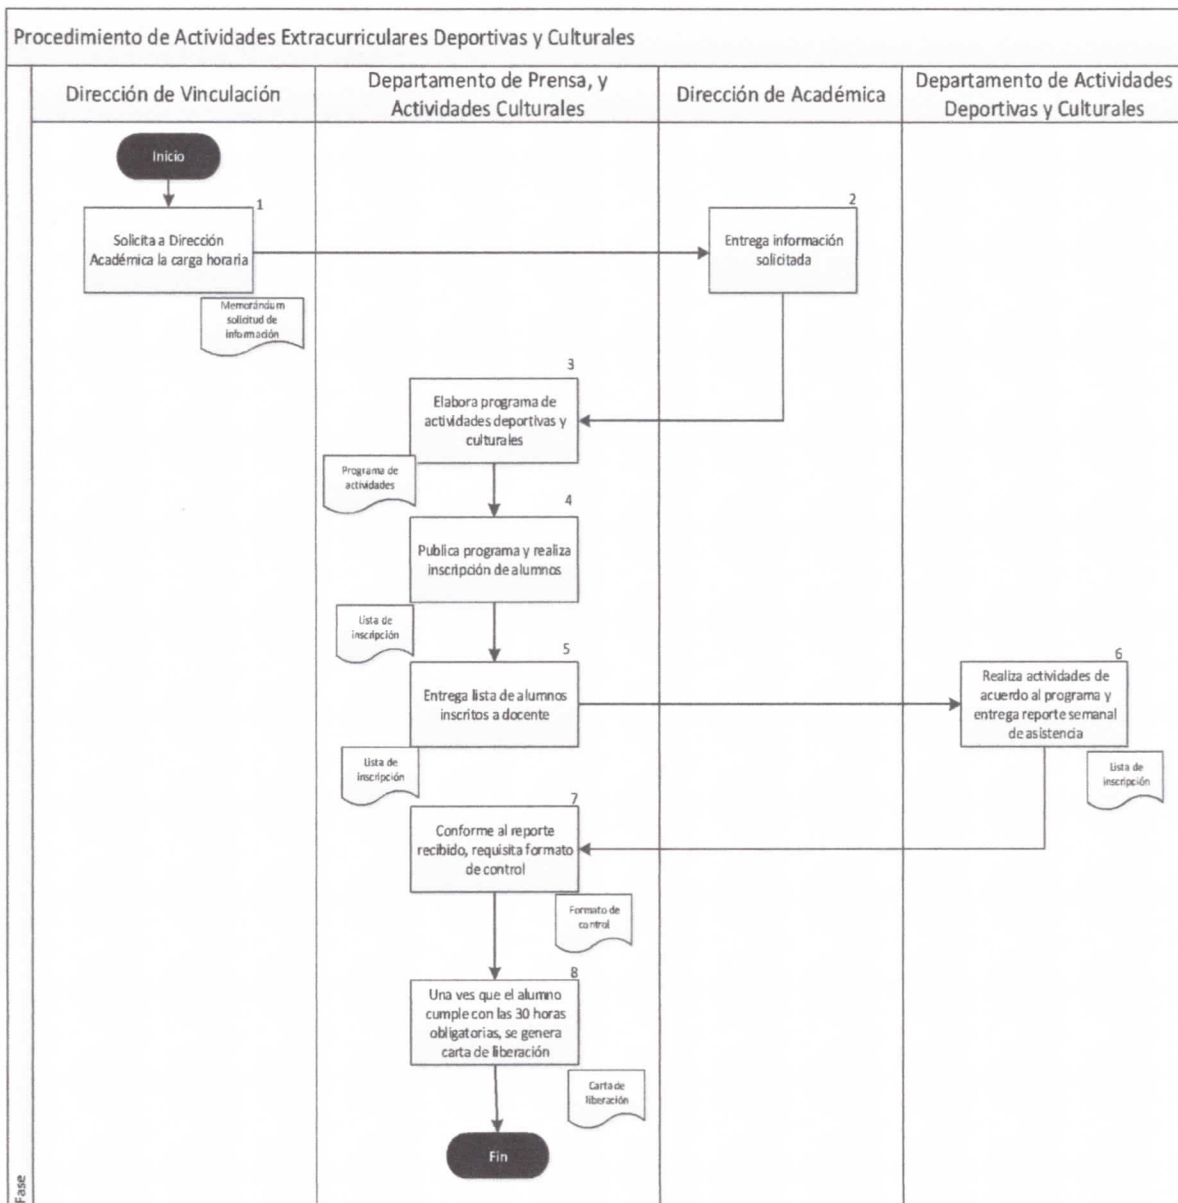 Procedimiento de Actividades Extracurriculares Deportivas y Culturales
Dirección de Vinculación
Departamento de Prensa, y
Actividades Culturales
Dirección de Académica
Departamento de Actividades
Deportivas y Culturales
Inicio
1
Solicita a Dirección
Académica la carga horaria
Memorándum
solicitud de
información
2
Entrega información
solicitada
3
Elabora programa de
actividades deportivas y
culturales
Programa de
actividades
4
Publica programa y realiza
inscripción de alumnos
Lista de
inscripción
5
Entrega lista de alumnos
inscritos a docente
Lista de
inscripción
6
Realiza actividades de
acuerdo al programa y
entrega reporte semanal
de asistencia
Lista de
inscripción
7
Conforme al reporte
recibido, requisita formato
de control
Formato de
control
8
Una ves que el alumno
cumple con las 30 horas
obligatorias, se genera
carta de liberación
Carta de
liberación
Fin
Fase